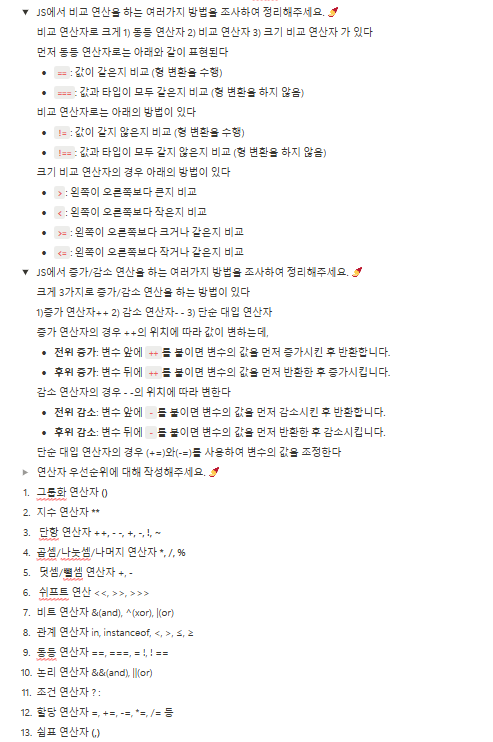 ▼ JS에서 비교 연산을 하는 여러가지 방법을 조사하여 정리해주세요. 💅
비교 연산자로 크게 1) 동등 연산자 2) 비교 연산자 3) 크기 비교 연산자 가 있다
먼저 동등 연산자로는 아래와 같이 표현된다
• == : 값이 같은지 비교 (형 변환을 수행)
• === : 값과 타입이 모두 같은지 비교 (형 변환을 하지 않음)
비교 연산자로는 아래의 방법이 있다
• != : 값이 같지 않은지 비교 (형 변환을 수행)
• !== : 값과 타입이 모두 같지 않은지 비교 (형 변환을 하지 않음)
크기 비교 연산자의 경우 아래의 방법이 있다
• > : 왼쪽이 오른쪽보다 큰지 비교
• < : 왼쪽이 오른쪽보다 작은지 비교
• >= : 왼쪽이 오른쪽보다 크거나 같은지 비교
• <= : 왼쪽이 오른쪽보다 작거나 같은지 비교
▼ JS에서 증가/감소 연산을 하는 여러가지 방법을 조사하여 정리해주세요. 💅
크게 3가지로 증가/감소 연산을 하는 방법이 있다
1)증가 연산자++ 2) 감소 연산자- - 3) 단순 대입 연산자
증가 연산자의 경우 ++의 위치에 따라 값이 변하는데,
• 전위 증가: 변수 앞에 ++ 를 붙이면 변수의 값을 먼저 증가시킨 후 반환합니다.
• 후위 증가: 변수 뒤에 ++ 를 붙이면 변수의 값을 먼저 반환한 후 증가시킵니다.
감소 연산자의 경우 - -의 위치에 따라 변한다
• 전위 감소: 변수 앞에 - 를 붙이면 변수의 값을 먼저 감소시킨 후 반환합니다.
• 후위 감소: 변수 뒤에 - 를 붙이면 변수의 값을 먼저 반환한 후 감소시킵니다.
단순 대입 연산자의 경우 (+=)와(-=)를 사용하여 변수의 값을 조정한다
▶ 연산자 우선순위에 대해 작성해주세요. 💅
1. 그룹화 연산자 ()
2. 지수 연산자 **
3. 단항 연산자 ++, - -, +, -, !, ~
4. 곱셈/나눗셈/나머지 연산자 *, /, %
5. 덧셈/뺄셈 연산자 +, -
6. 쉬프트 연산 <<, >>, >>>
7. 비트 연산자 &(and), ^(xor), |(or)
8. 관계 연산자 in, instanceof, <, >, ≤, ≥
9. 동등 연산자 ==, ===, = !, ! ==
10. 논리 연산자 &&(and), ||(or)
11. 조건 연산자 ? :
12. 할당 연산자 =, +=, -=, *=, /= 등
13. 쉼표 연산자 (,)